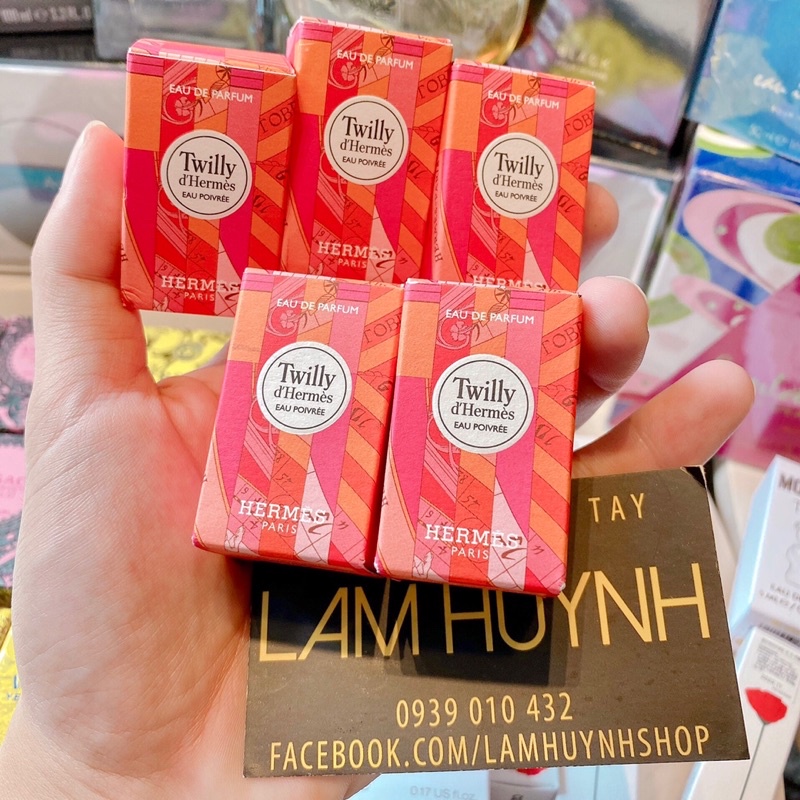 EAU DE PARFUM
Twilly
d'Hermès
EAU POIVRÉE
HERMÈS
PARIS
EAU DE PARFUM
Twilly
d'Hermès
EAU POIVRÉE
HERMÈS
PARIS
EAU DE PARFUM
Twilly
d'Hermès
EAU POIVRÉE
HERMÈS
EAU DE PARFUM
Twilly
d'Hermès
EAU POIVRÉE
HERMÈS
PARIS
EAU DE PARFUM
Twilly
d'Hermès
EAU POIVRÉE
HERMÈS
PARIS
TAY
LAM HUYNH
0939 010 432
FACEBOOK.COM/LAMHUYNHSHOP